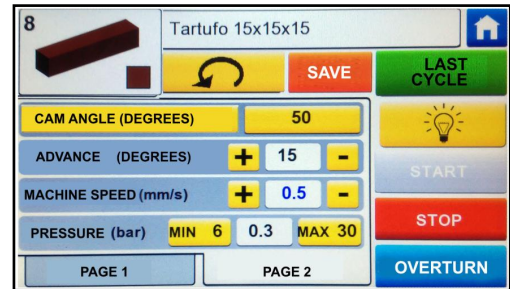 8
Tartufo 15x15x15
SAVE
LAST
CYCLE
CAM ANGLE (DEGREES) 50
ADVANCE (DEGREES) + 15 -
START
MACHINE SPEED (mm/s) + 0.5 -
PRESSURE (bar) MIN 6 0.3 MAX 30
STOP
PAGE 1 PAGE 2
OVERTURN